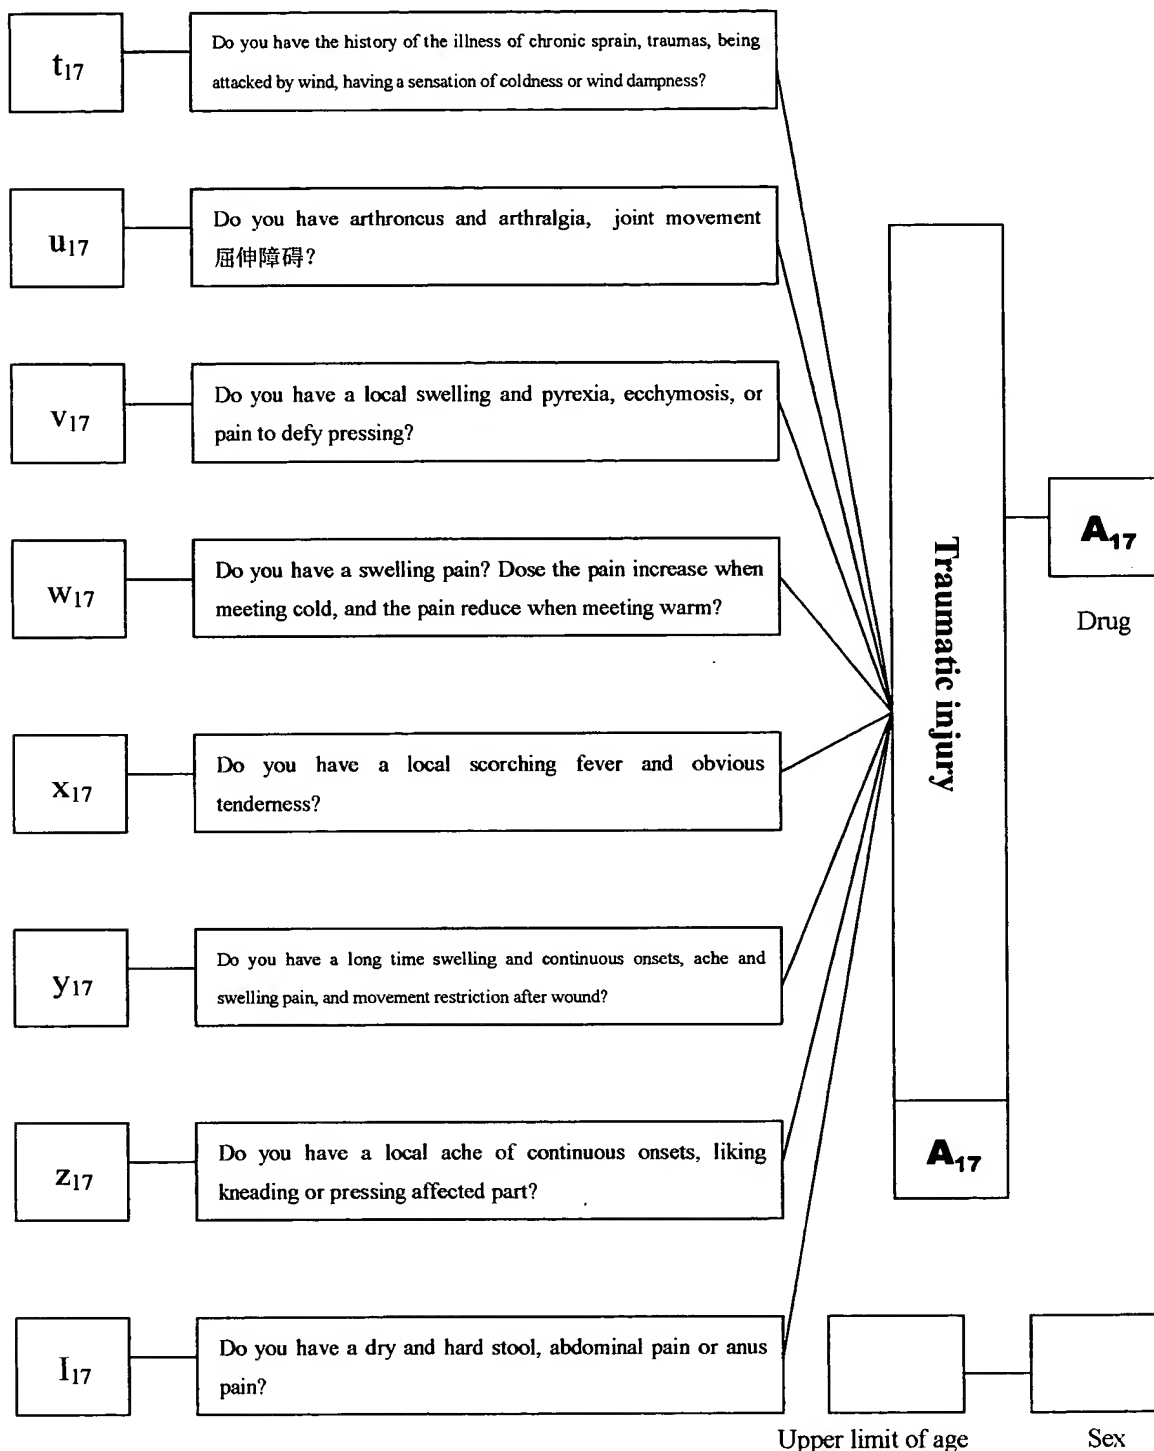 t17
Do you have the history of the illness of chronic sprain, traumas, being
attacked by wind, having a sensation of coldness or wind dampness?
u17
Do you have arthroncus and arthralgia, joint movement
屈伸障碍?
v17
Do you have a local swelling and pyrexia, ecchymosis, or
pain to defy pressing?
w17
Do you have a swelling pain? Dose the pain increase when
meeting cold, and the pain reduce when meeting warm?
x17
Do you have a local scorching fever and obvious
tenderness?
y17
Do you have a long time swelling and continuous onsets, ache and
swelling pain, and movement restriction after wound?
z17
Do you have a local ache of continuous onsets, liking
kneading or pressing affected part?
I17
Do you have a dry and hard stool, abdominal pain or anus
pain?
Traumatic injury
A17
A17
Drug
Upper limit of age
Sex